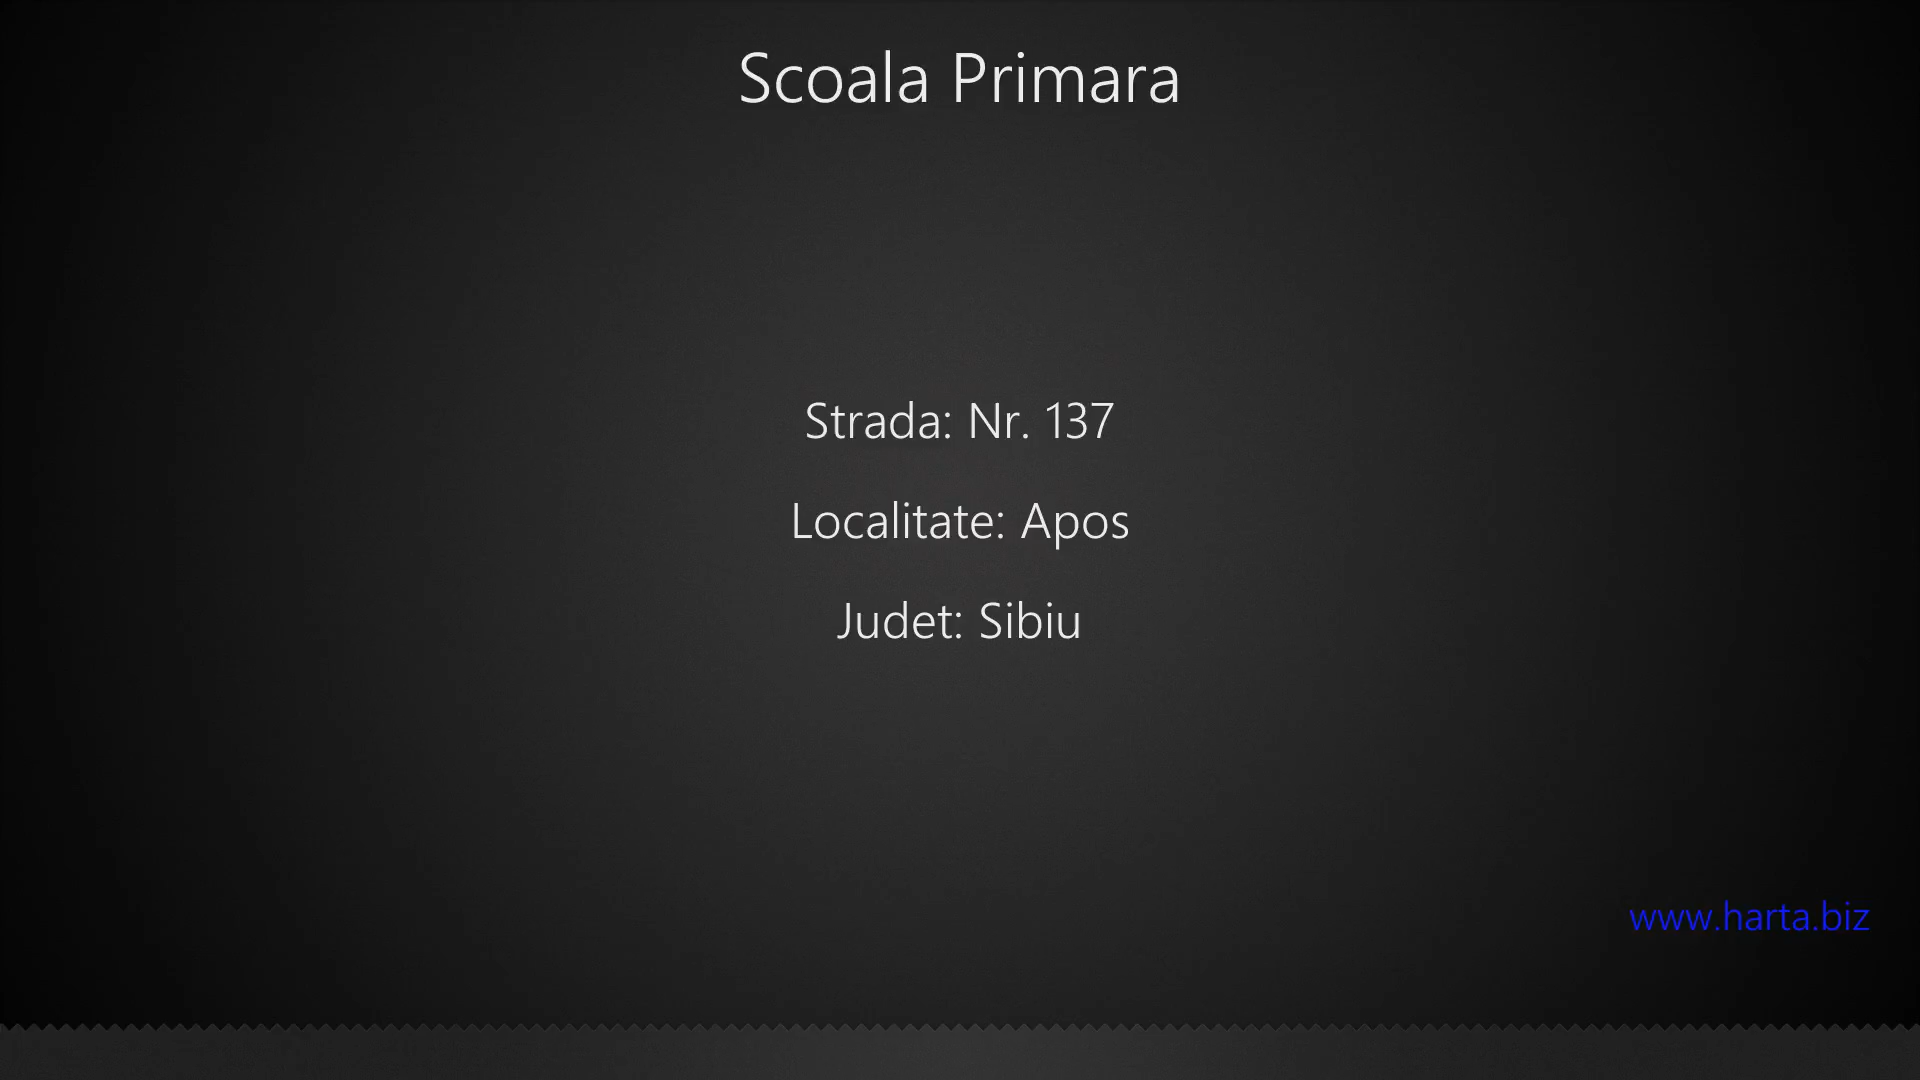 Scoala Primara
Strada: Nr. 137
Localitate: Apos
Judet: Sibiu
www.harta.biz